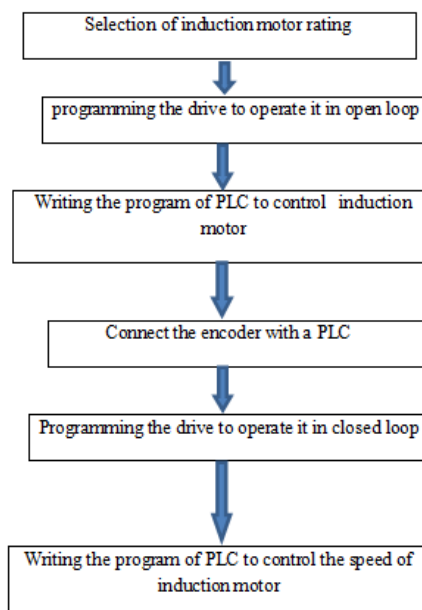 Selection of induction motor rating
programming the drive to operate it in open loop
Writing the program of PLC to control induction
motor
Connect the encoder with a PLC
Programming the drive to operate it in closed loop
Writing the program of PLC to control the speed of
induction motor